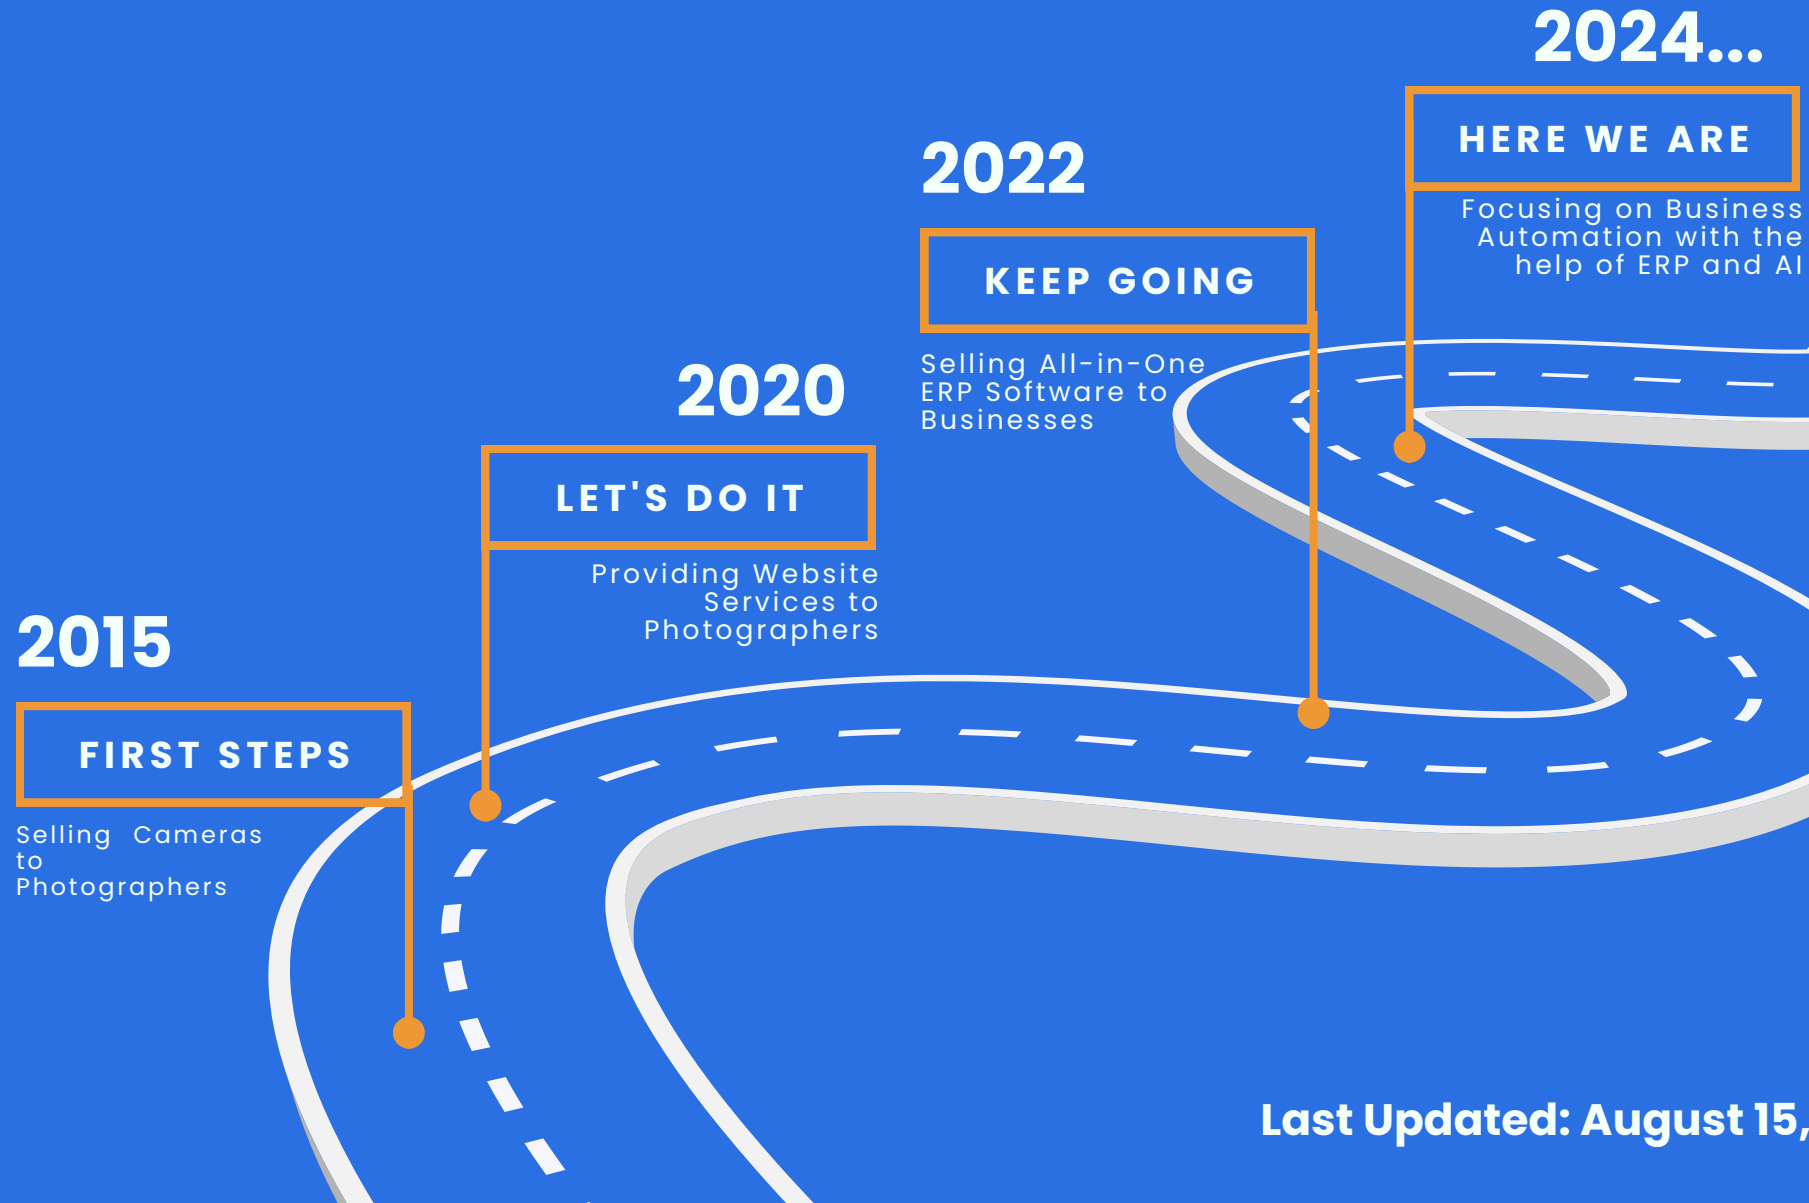 2015
FIRST STEPS
Selling Cameras
to
Photographers
2020
LET'S DO IT
Providing Website
Services to
Photographers
2022
KEEP GOING
Selling All-in-One
ERP Software to
Businesses
2024...
HERE WE ARE
Focusing on Business
Automation with the
help of ERP and AI
Last Updated: August 15,